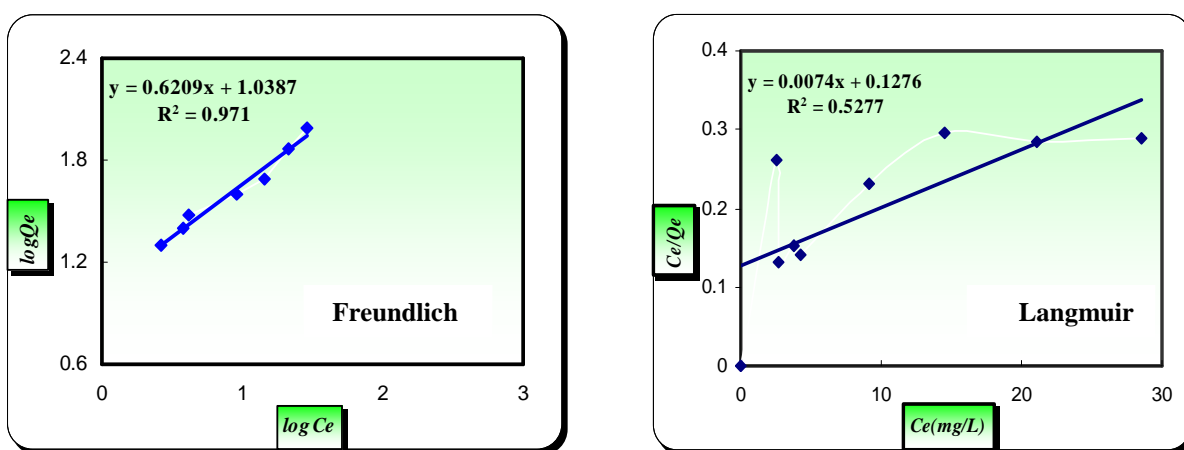 2.4
y = 0.6209x + 1.0387
R² = 0.971
1.8
logQe
1.2
Freundlich
0.6
0
1
2
3
log Ce
0.4
y = 0.0074x + 0.1276
R² = 0.5277
0.3
Ce/Qe
0.2
0.1
Langmuir
0
0
10
20
30
Ce(mg/L)